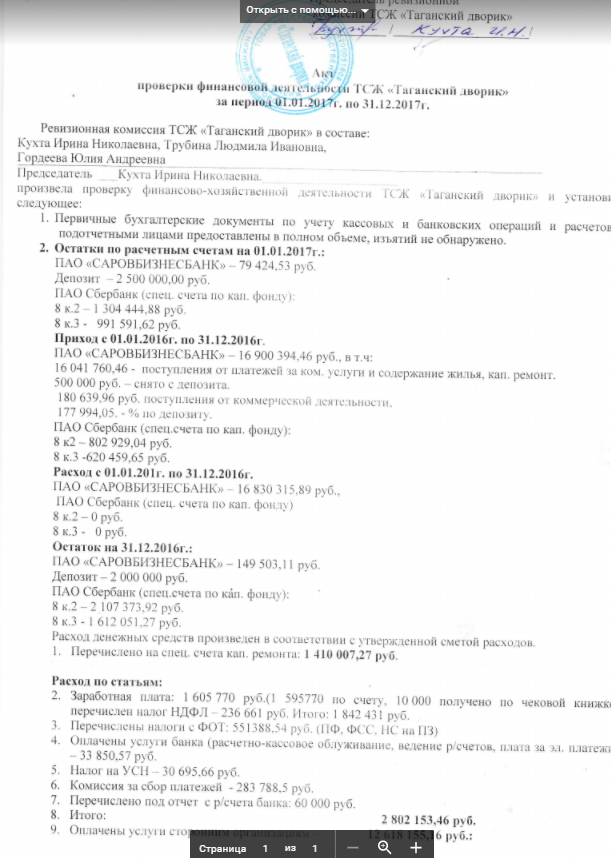 Открыть с помощью...
Председатель ревизионной
комиссии ТСЖ «Таганский дворик»
Кухта И.Н.
Акт
проверки финансовой деятельности ТСЖ «Таганский дворик»
за период 01.01.2017г. по 31.12.2017г.
Ревизионная комиссия ТСЖ «Таганский дворик» в составе:
Кухта Ирина Николаевна, Трубина Людмила Ивановна,
Гордеева Юлия Андреевна
Председатель ___ Кухта Ирина Николаевна.
произвела проверку финансово-хозяйственной деятельности ТСЖ «Таганский дворик» и установи
следующее:
1. Первичные бухгалтерские документы по учету кассовых и банковских операций и расчетов
подотчетными лицами предоставлены в полном объеме, изъятий не обнаружено.
2. Остатки по расчетным счетам на 01.01.2017г.:
ПАО «САРОВБИЗНЕСБАНК» – 79 424,53 руб.
Депозит – 2 500 000,00 руб.
ПАО Сбербанк (спец. счета по кап. фонду):
8 к.2 – 1 304 444,88 руб.
8 к.3 - 991 591,62 руб.
Приход с 01.01.2016г. по 31.12.2016г.
ПАО «САРОВБИЗНЕСБАНК» – 16 900 394,46 руб., в т.ч:
16 041 760,46 - поступления от платежей за ком. услуги и содержание жилья, кап. ремонт.
500 000 руб. – снято с депозита.
180 639,96 руб. поступления от коммерческой деятельности.
177 994,05. - % по депозиту.
ПАО Сбербанк (спец.счета по кап. фонду):
8 к2 – 802 929,04 руб.
8 к.3 -620 459,65 руб.
Расход с 01.01.201г. по 31.12.2016г.
ПАО «САРОВБИЗНЕСБАНК» – 16 830 315,89 руб.,
ПАО Сбербанк (спец. счета по кап. фонду)
8 к.2 – 0 руб.
8 к.3 - 0 руб.
Остаток на 31.12.2016г.:
ПАО «САРОВБИЗНЕСБАНК» – 149 503,11 руб.
Депозит – 2 000 000 руб.
ПАО Сбербанк (спец.счета по кап. фонду):
8 к.2 – 2 107 373,92 руб.
8 к.3 - 1 612 051,27 руб.
Расход денежных средств произведен в соответствии с утвержденной сметой расходов.
1. Перечислено на спец. счета кап. ремонта: 1 410 007,27 руб.
Расход по статьям:
2. Заработная плата: 1 605 770 руб.(1 595770 по счету, 10 000 получено по чековой книжке
перечислен налог НДФЛ – 236 661 руб. Итого: 1 842 431 руб.
3. Перечислены налоги с ФОТ: 551388,54 руб. (ПФ, ФСС, НС на ПЗ)
4. Оплачены услуги банка (расчетно-кассовое облуживание, ведение р/счетов, плата за эл. платежи
– 33 850,57 руб.
5. Налог на УСН – 30 695,66 руб.
6. Комиссия за сбор платежей - 283 788,5 руб.
7. Перечислено под отчет с р/счета банка: 60 000 руб.
8. Итого: 2 802 153,46 руб.
9. Оплачены услуги сторонним организациям – 12 618 155,16 руб.:
Страница 1 из 1